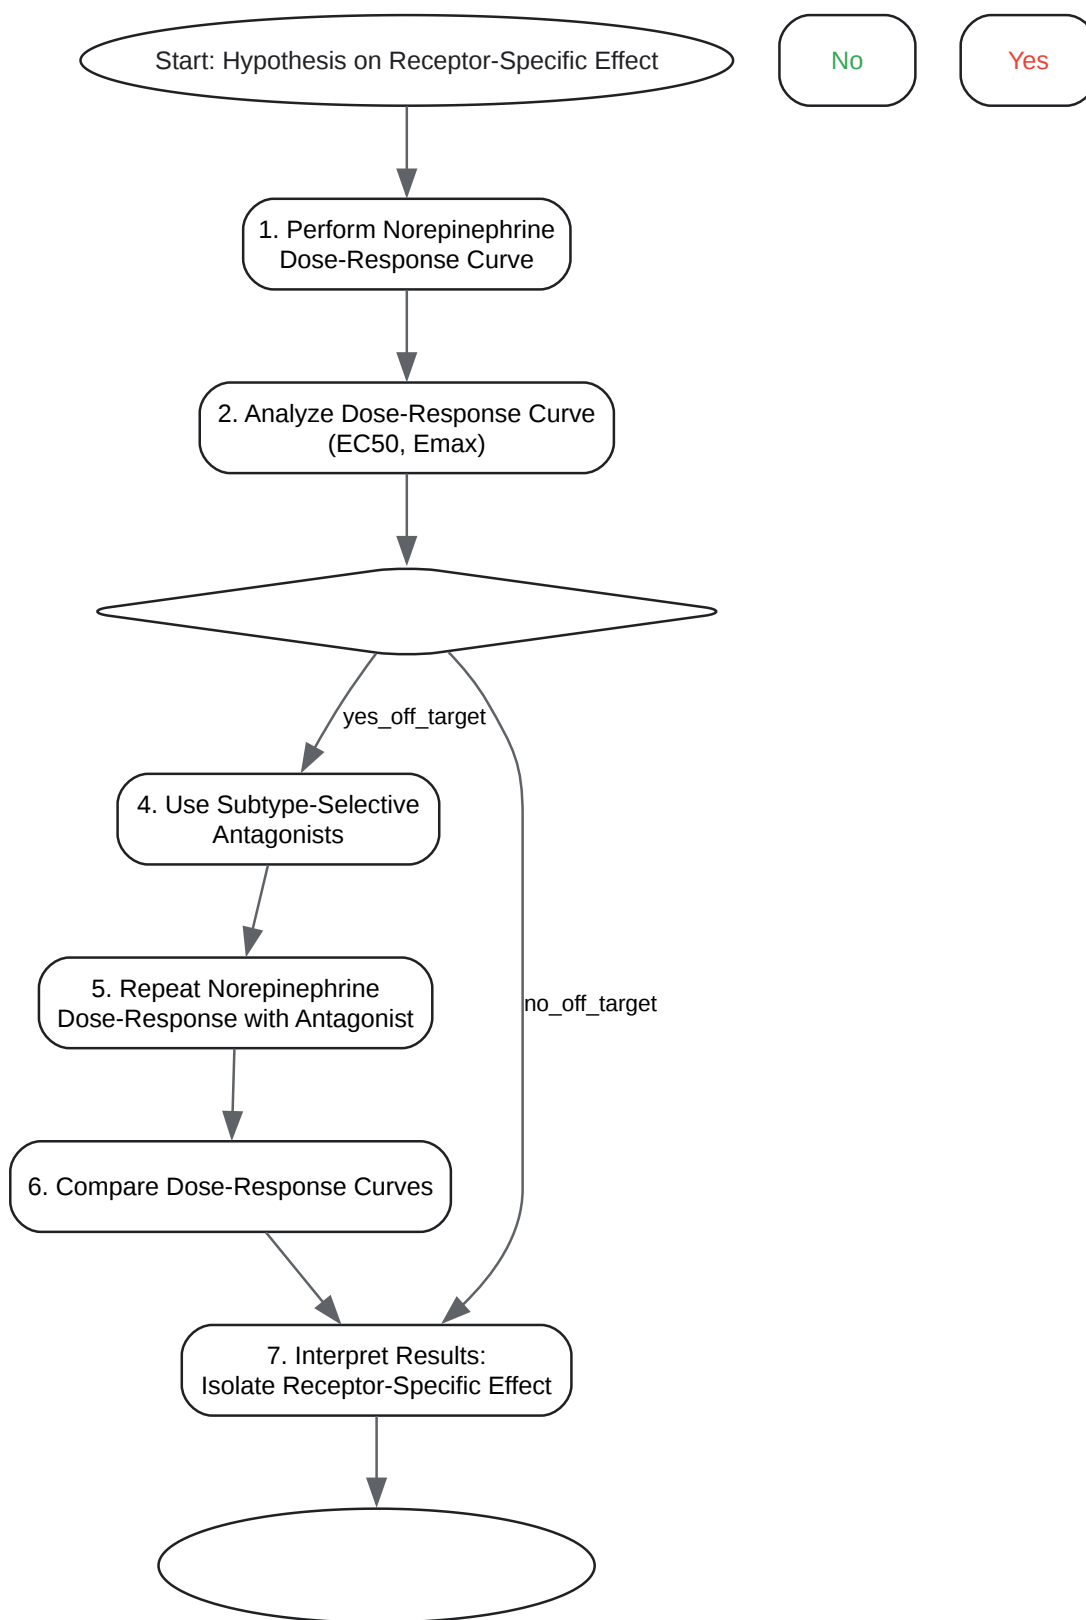 Start: Hypothesis on Receptor-Specific Effect
No
Yes
1. Perform Norepinephrine
Dose-Response Curve
2. Analyze Dose-Response Curve
(EC50, Emax)
yes_off_target
4. Use Subtype-Selective
Antagonists
5. Repeat Norepinephrine
Dose-Response with Antagonist
no_off_target
6. Compare Dose-Response Curves
7. Interpret Results:
Isolate Receptor-Specific Effect